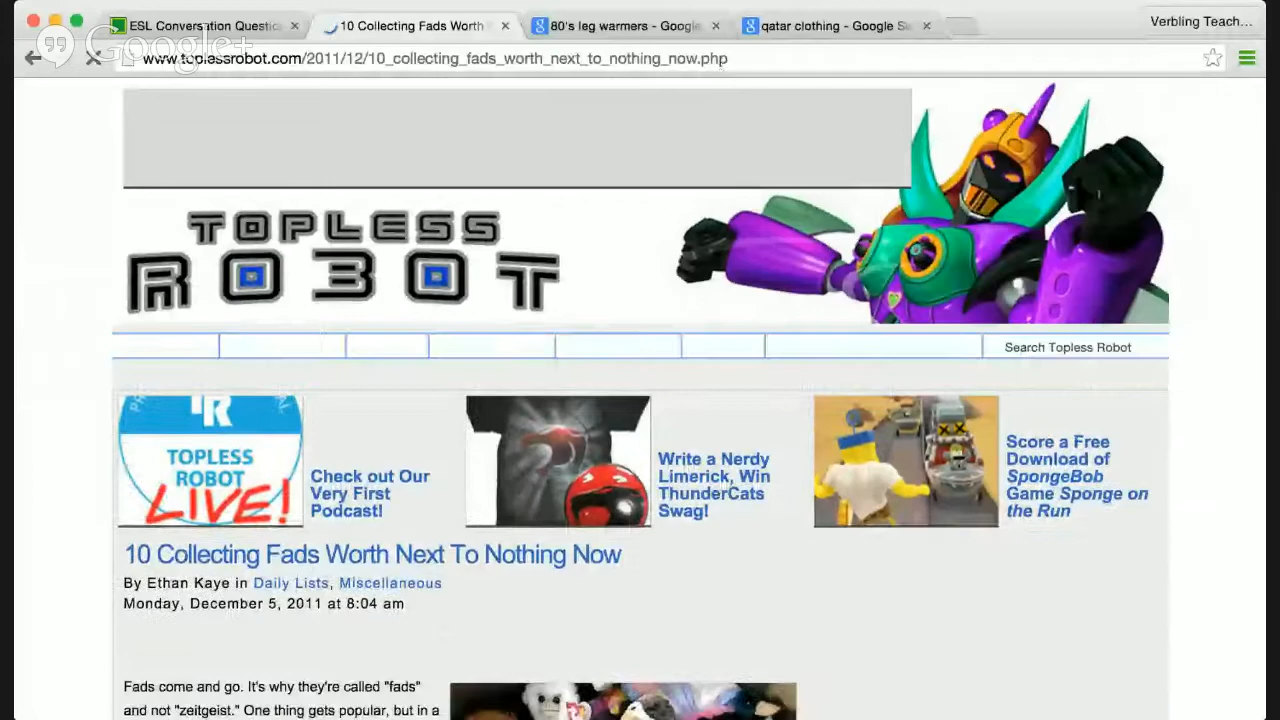 ESL Conversation Questic
10 Collecting Fads Worth
80's leg warmers - Google
qatar clothing - Google Se
Verbling Teach...
Google+
www.toplessrobot.com/2011/12/10_collecting_fads_worth_next_to_nothing_now.php
TOPLESS
ROBOT
Search Topless Robot
TR
TOPLESS
ROBOT
LIVE!
Check out Our
Very First
Podcast!
Write a Nerdy
Limerick, Win
ThunderCats
Swag!
Score a Free
Download of
SpongeBob
Game Sponge on
the Run
10 Collecting Fads Worth Next To Nothing Now
By Ethan Kaye in Daily Lists, Miscellaneous
Monday, December 5, 2011 at 8:04 am
Fads come and go. It's why they're called "fads"
and not "zeitgeist." One thing gets popular, but in a